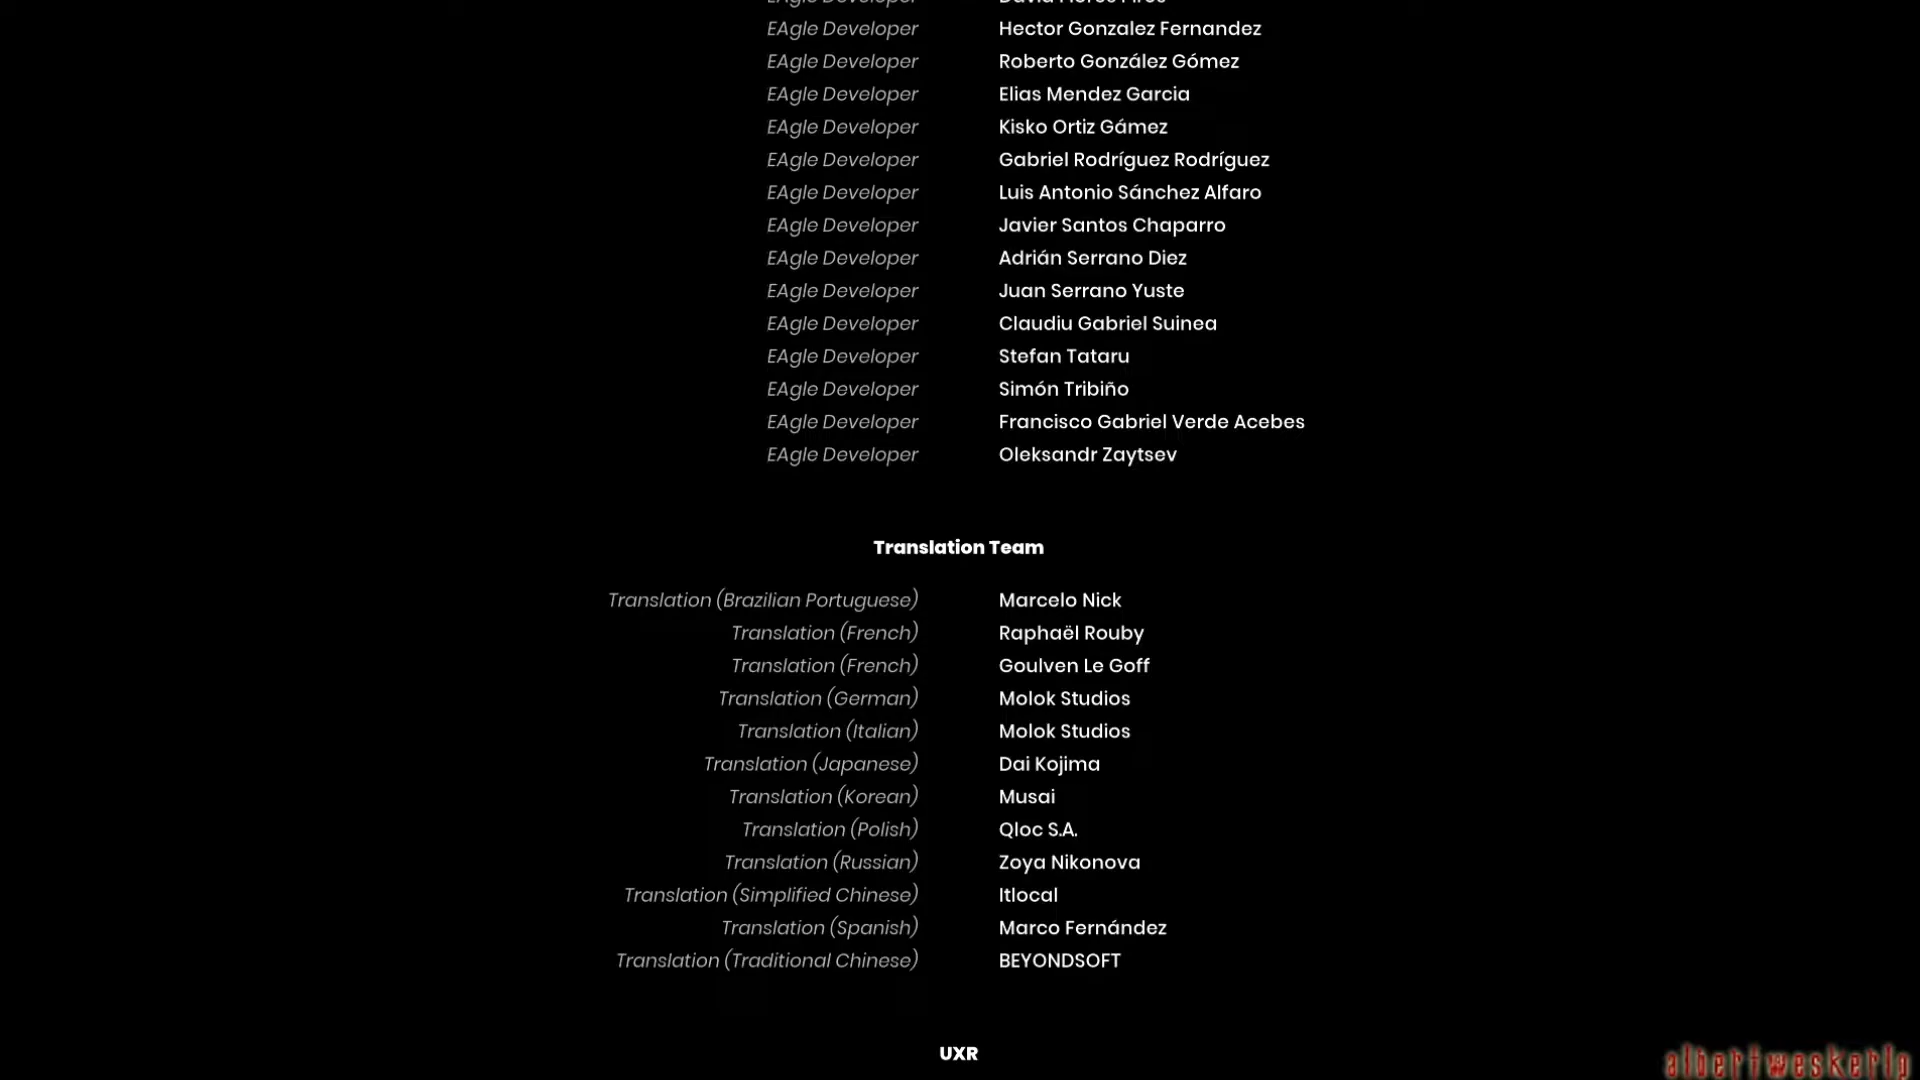 EAgle Developer
EAgle Developer Hector Gonzalez Fernandez
EAgle Developer Roberto González Gómez
EAgle Developer Elias Mendez Garcia
EAgle Developer Kisko Ortiz Gámez
EAgle Developer Gabriel Rodríguez Rodríguez
EAgle Developer Luis Antonio Sánchez Alfaro
EAgle Developer Javier Santos Chaparro
EAgle Developer Adrián Serrano Diez
EAgle Developer Juan Serrano Yuste
EAgle Developer Claudiu Gabriel Suinea
EAgle Developer Stefan Tataru
EAgle Developer Simón Tribiño
EAgle Developer Francisco Gabriel Verde Acebes
EAgle Developer Oleksandr Zaytsev
Translation Team
Translation (Brazilian Portuguese) Marcelo Nick
Translation (French) Raphaël Rouby
Translation (French) Goulven Le Goff
Translation (German) Molok Studios
Translation (Italian) Molok Studios
Translation (Japanese) Dai Kojima
Translation (Korean) Musai
Translation (Polish) Qloc S.A.
Translation (Russian) Zoya Nikonova
Translation (Simplified Chinese) Itlocal
Translation (Spanish) Marco Fernández
Translation (Traditional Chinese) BEYONDSOFT
UXR
albertweskerlp